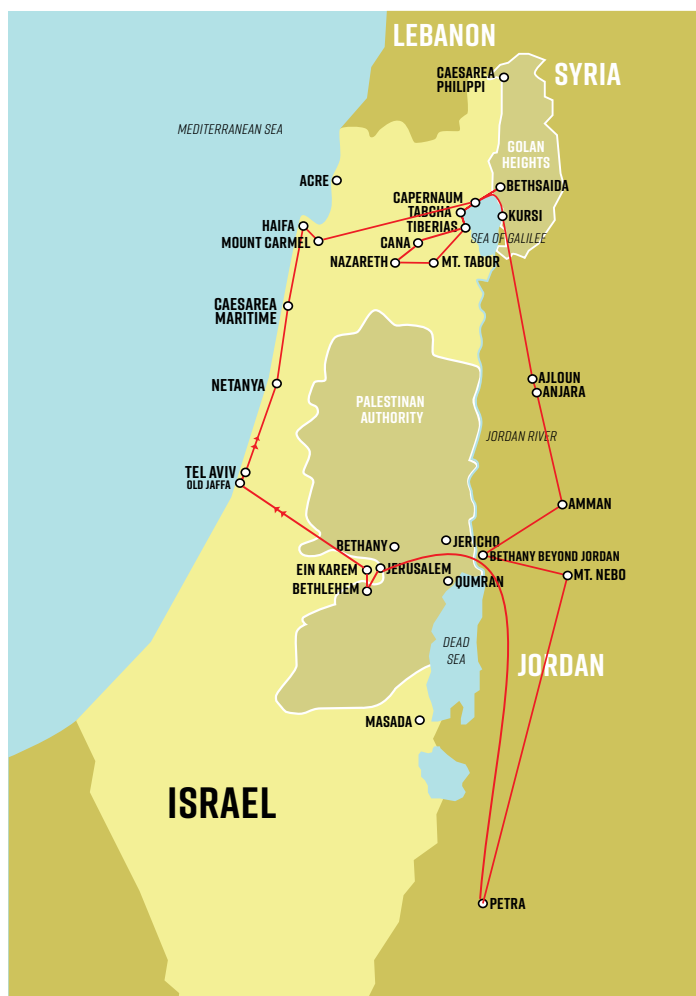 LEBANON
CAESAREA
PHILIPPI
SYRIA
MEDITERRANEAN SEA
GOLAN
HEIGHTS
ACRE
BETHSAIDA
CAPERNAUM
TABGHA
KURSI
HAIFA
TIBERIAS
MOUNT CARMEL
CANA
SEA OF GALILEE
NAZARETH
MT. TABOR
CAESAREA
MARITIME
NETANYA
AJLOUN
ANJARA
PALESTINAN
AUTHORITY
JORDAN RIVER
TEL AVIV
OLD JAFFA
AMMAN
BETHANY
JERICHO
BETHANY BEYOND JORDAN
EIN KAREM
JERUSALEM
MT. NEBO
BETHLEHEM
QUMRAN
DEAD
SEA
JORDAN
MASADA
ISRAEL
PETRA